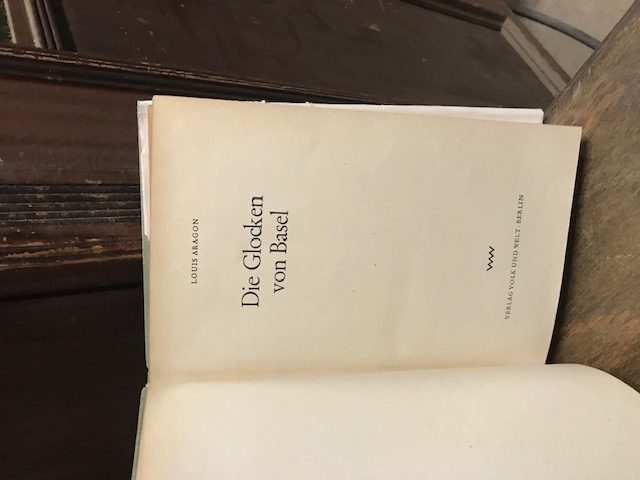 LOUIS ARAGON
Die Glocken
von Basel
VERLAG VOLK UND WELT · BERLIN